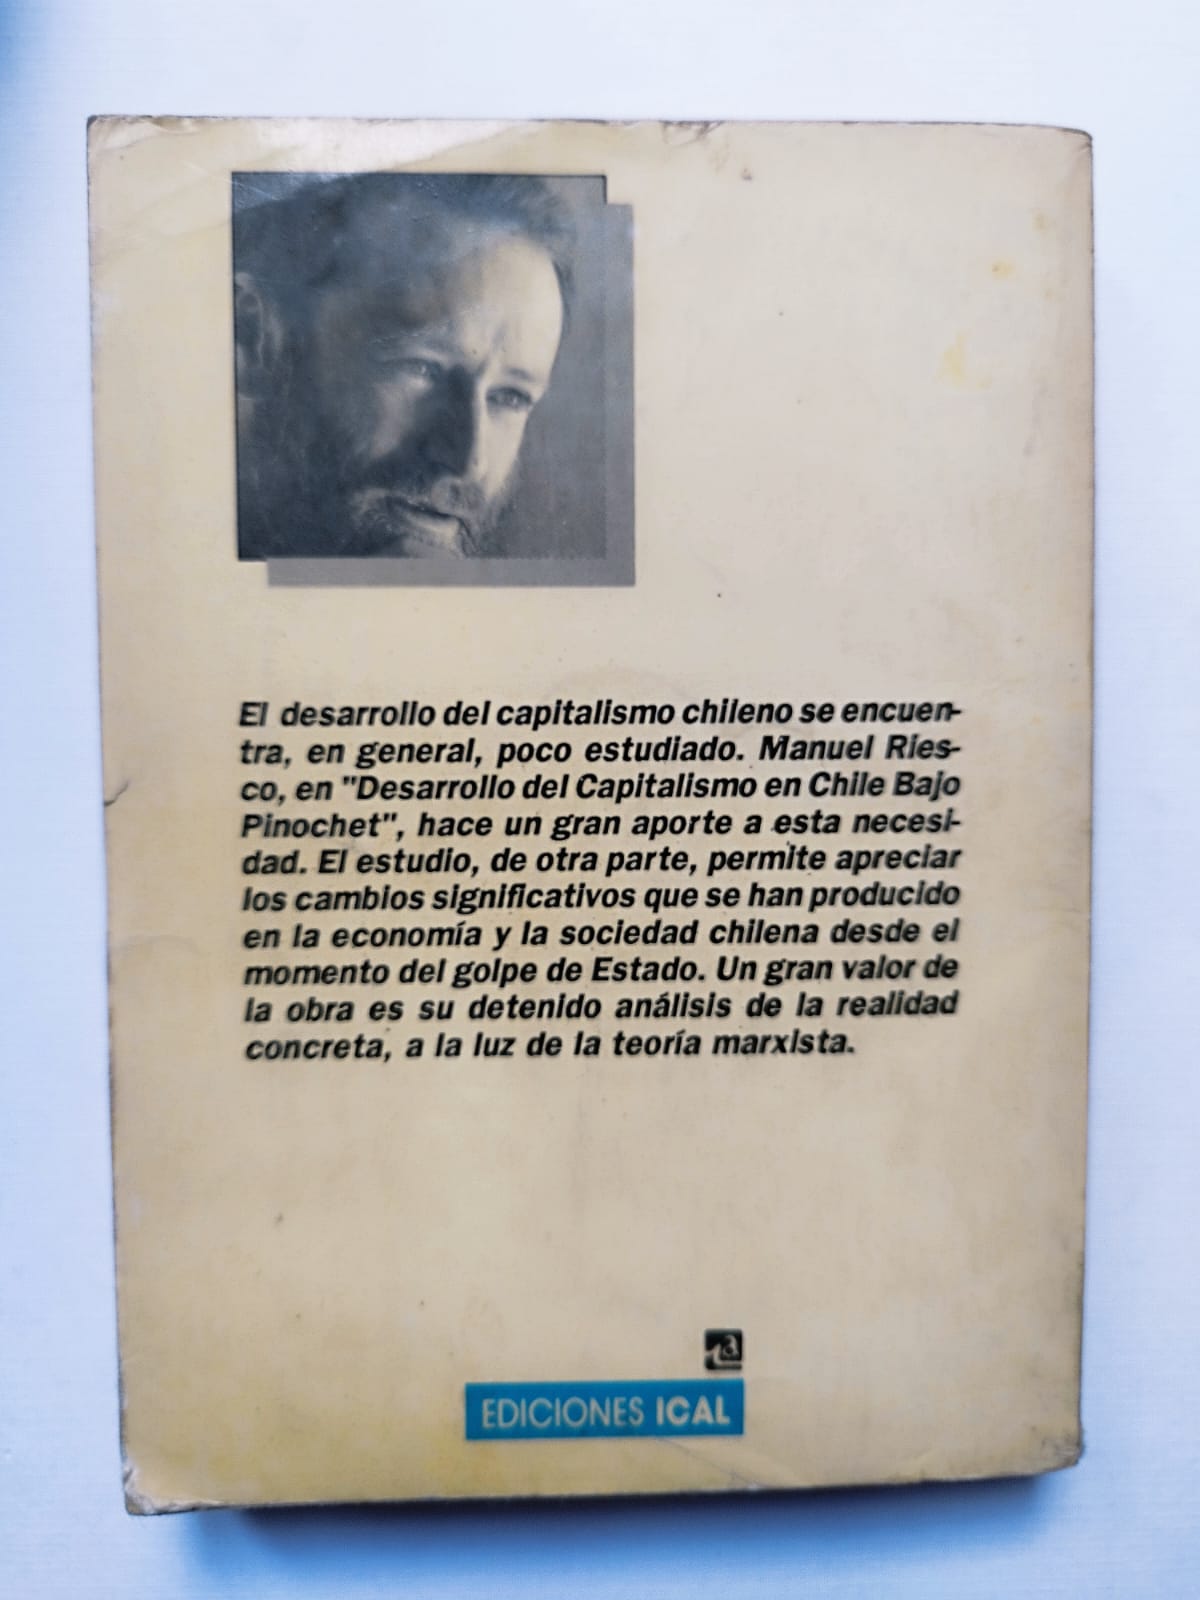 El desarrollo del capitalismo chileno se encuen-
tra, en general, poco estudiado. Manuel Ries-
co, en "Desarrollo del Capitalismo en Chile Bajo
Pinochet", hace un gran aporte a esta necesi-
dad. El estudio, de otra parte, permite apreciar
los cambios significativos que se han producido
en la economía y la sociedad chilena desde el
momento del golpe de Estado. Un gran valor de
la obra es su detenido análisis de la realidad
concreta, a la luz de la teoría marxista.
EDICIONES ICAL